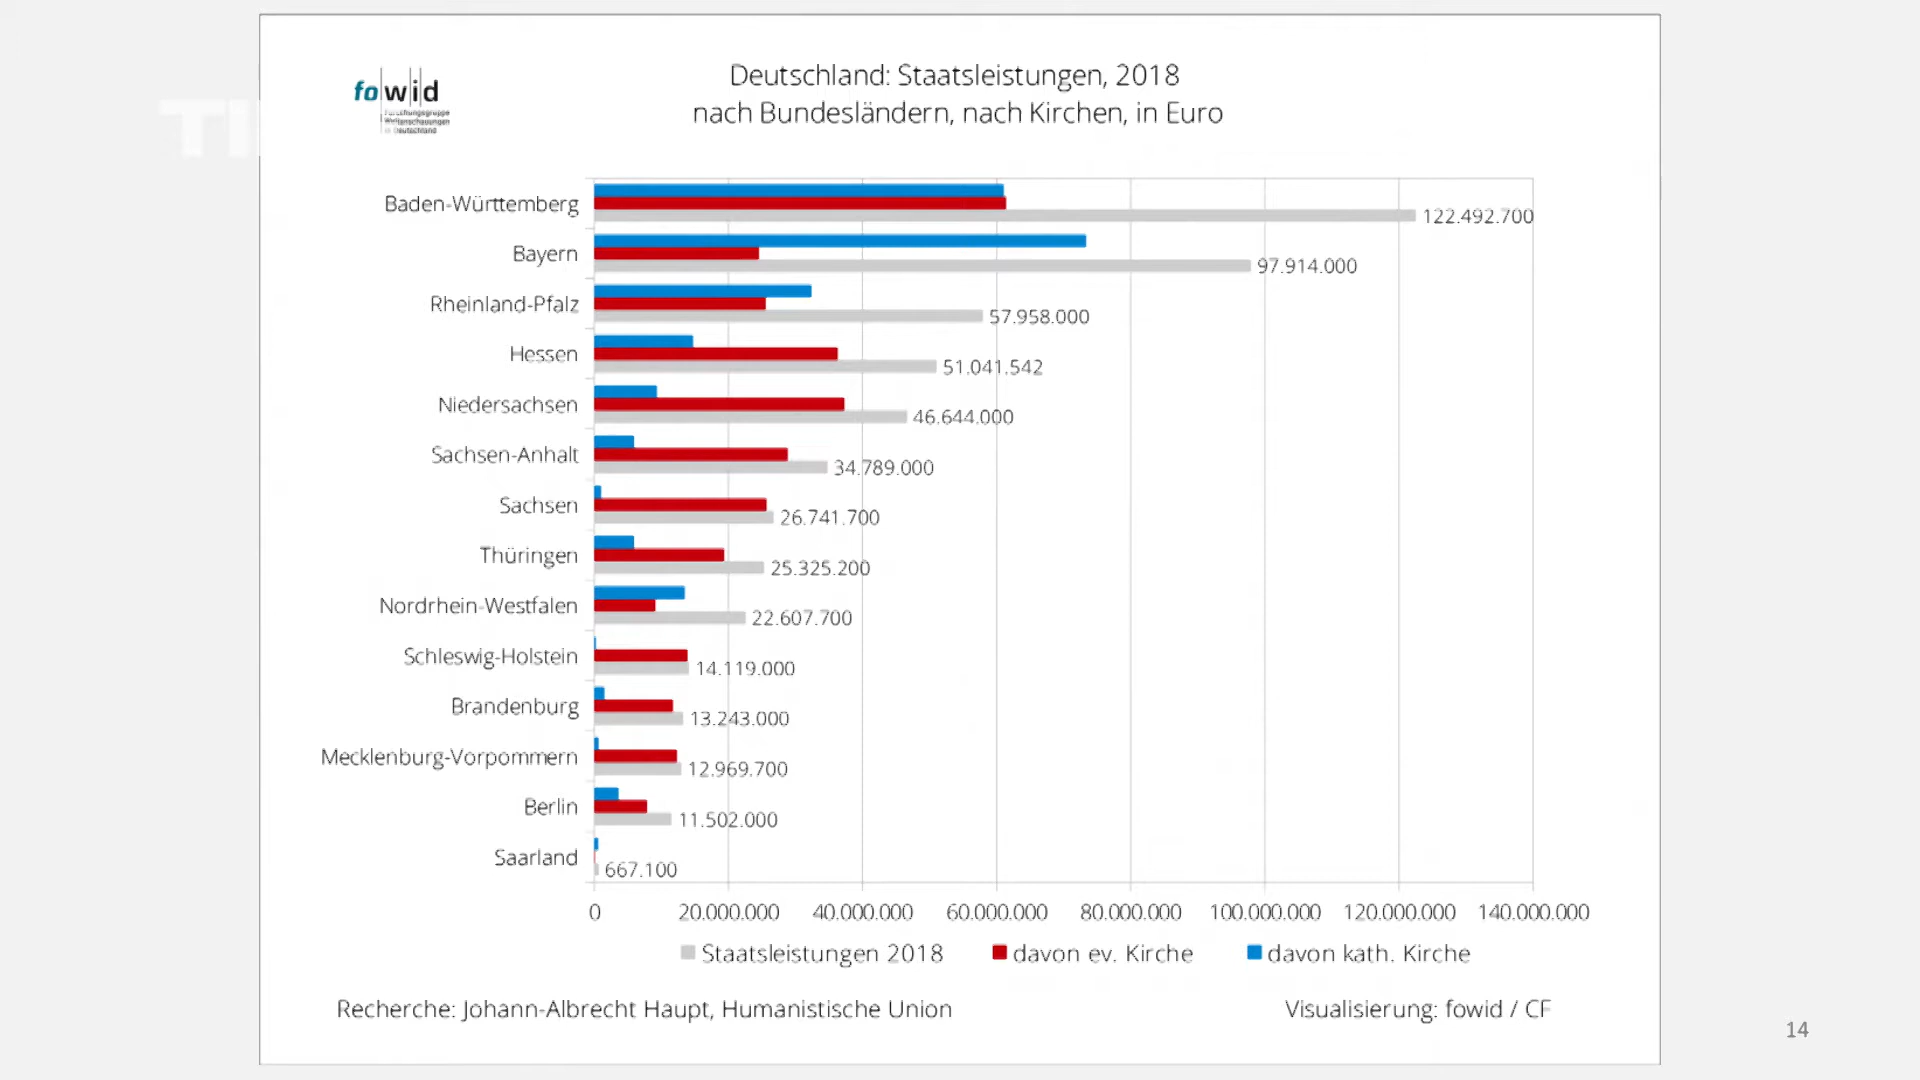 Deutschland: Staatsleistungen, 2018
nach Bundesländern, nach Kirchen, in Euro
fowid
Forschungsgruppe
Weltanschauungen
in Deutschland
TI
Baden-Württemberg 122.492.700
Bayern 97.914.000
Rheinland-Pfalz 57.958.000
Hessen 51.041.542
Niedersachsen 46.644.000
Sachsen-Anhalt 34.789.000
Sachsen 26.741.700
Thüringen 25.325.200
Nordrhein-Westfalen 22.607.700
Schleswig-Holstein 14.119.000
Brandenburg 13.243.000
Mecklenburg-Vorpommern 12.969.700
Berlin 11.502.000
Saarland 667.100
0 20.000.000 40.000.000 60.000.000 80.000.000 100.000.000 120.000.000 140.000.000
Staatsleistungen 2018 davon ev. Kirche davon kath. Kirche
Recherche: Johann-Albrecht Haupt, Humanistische Union Visualisierung: fowid / CF
14